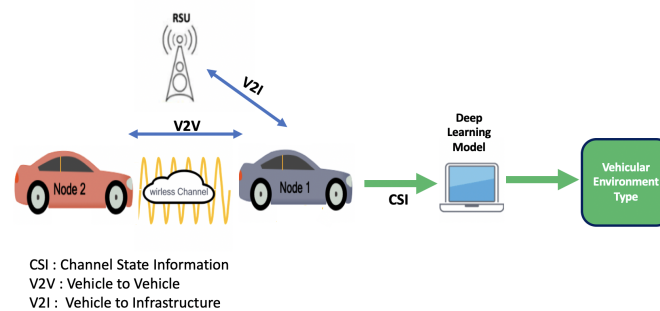 RSU
V2I
V2V
Node 2
wirless Channel
Node 1
CSI
Deep
Learning
Model
Vehicular
Environment
Type
CSI : Channel State Information
V2V : Vehicle to Vehicle
V2I : Vehicle to Infrastructure